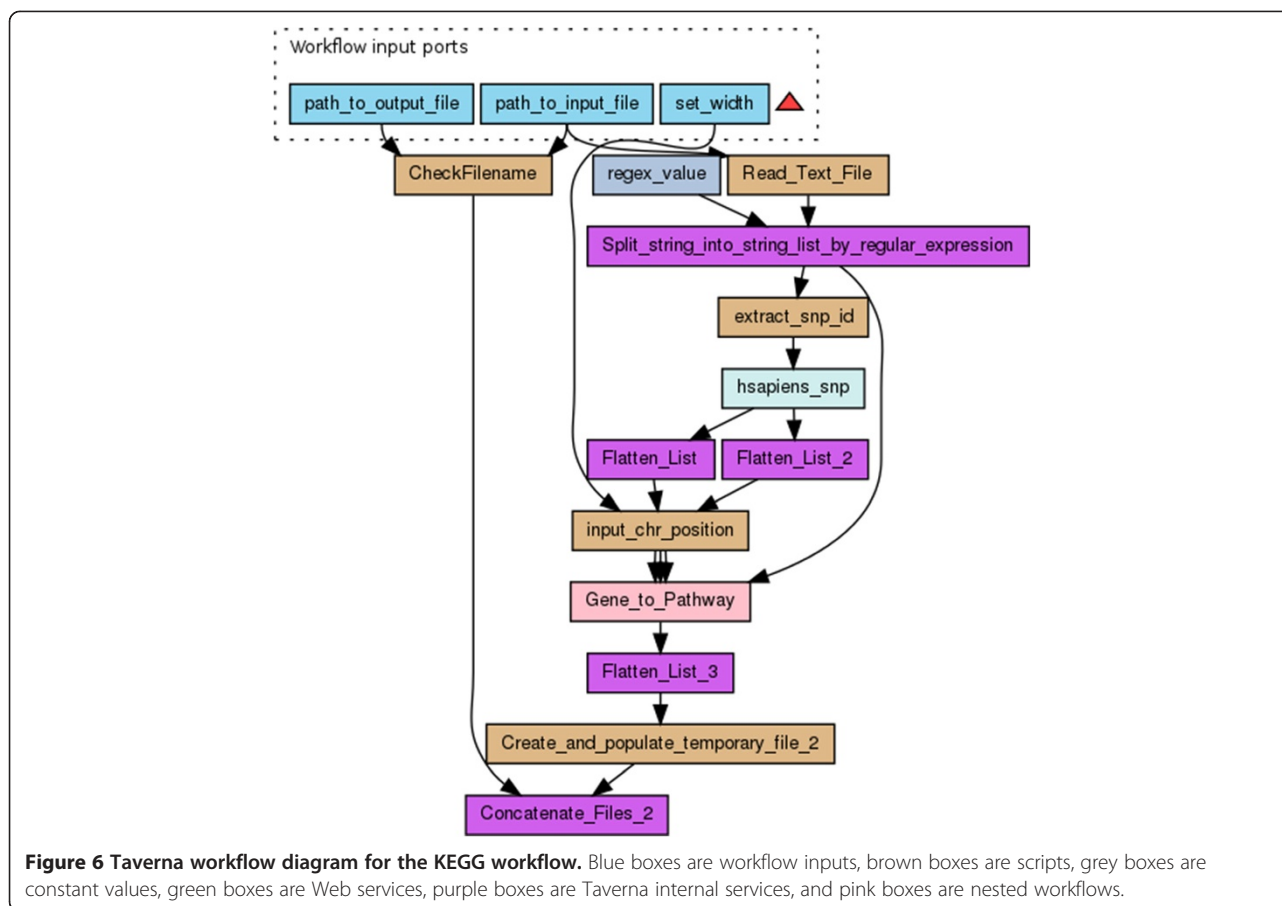 Workflow input ports
path_to_output_file
path_to_input_file
set_width
CheckFilename
regex_value
Read_Text_File
Split_string_into_string_list_by_regular_expression
extract_snp_id
hsapiens_snp
Flatten_List
Flatten_List_2
input_chr_position
Gene_to_Pathway
Flatten_List_3
Create_and_populate_temporary_file_2
Concatenate_Files_2
Figure 6 Taverna workflow diagram for the KEGG workflow. Blue boxes are workflow inputs, brown boxes are scripts, grey boxes are
constant values, green boxes are Web services, purple boxes are Taverna internal services, and pink boxes are nested workflows.